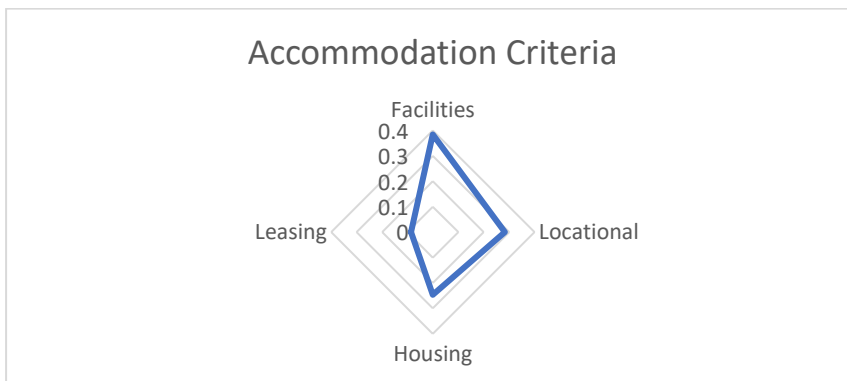 Accommodation Criteria
Facilities
0.4
0.3
0.2
0.1
0
Leasing
Locational
Housing